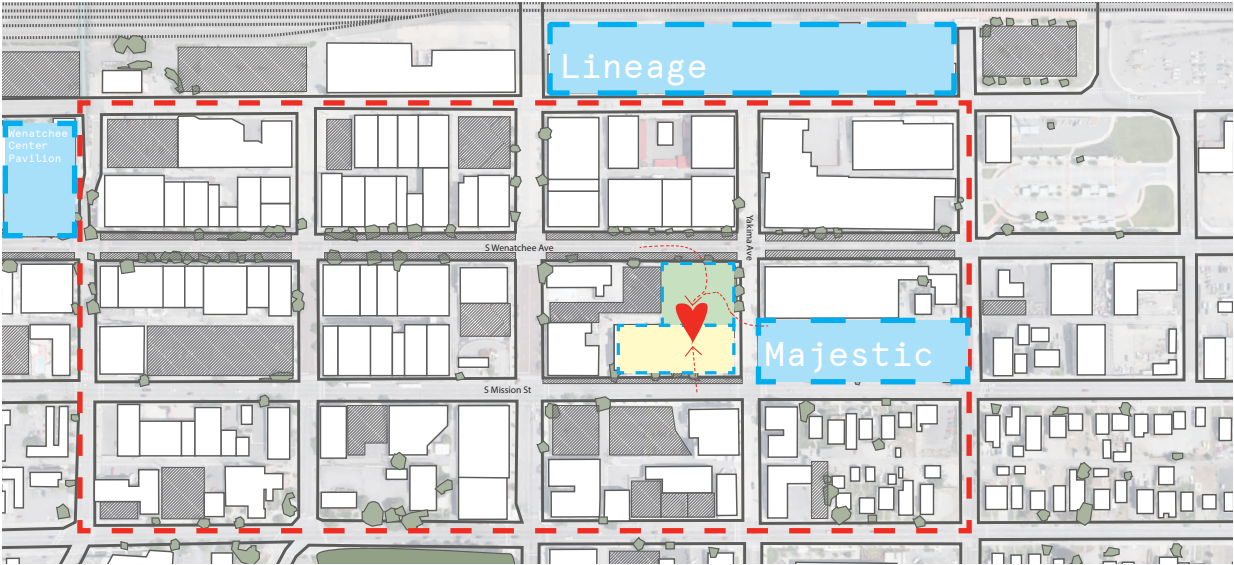 Lineage
Wenatchee
Center
Pavilion
S Wenatchee Ave
Yakima Ave
Majestic
S Mission St